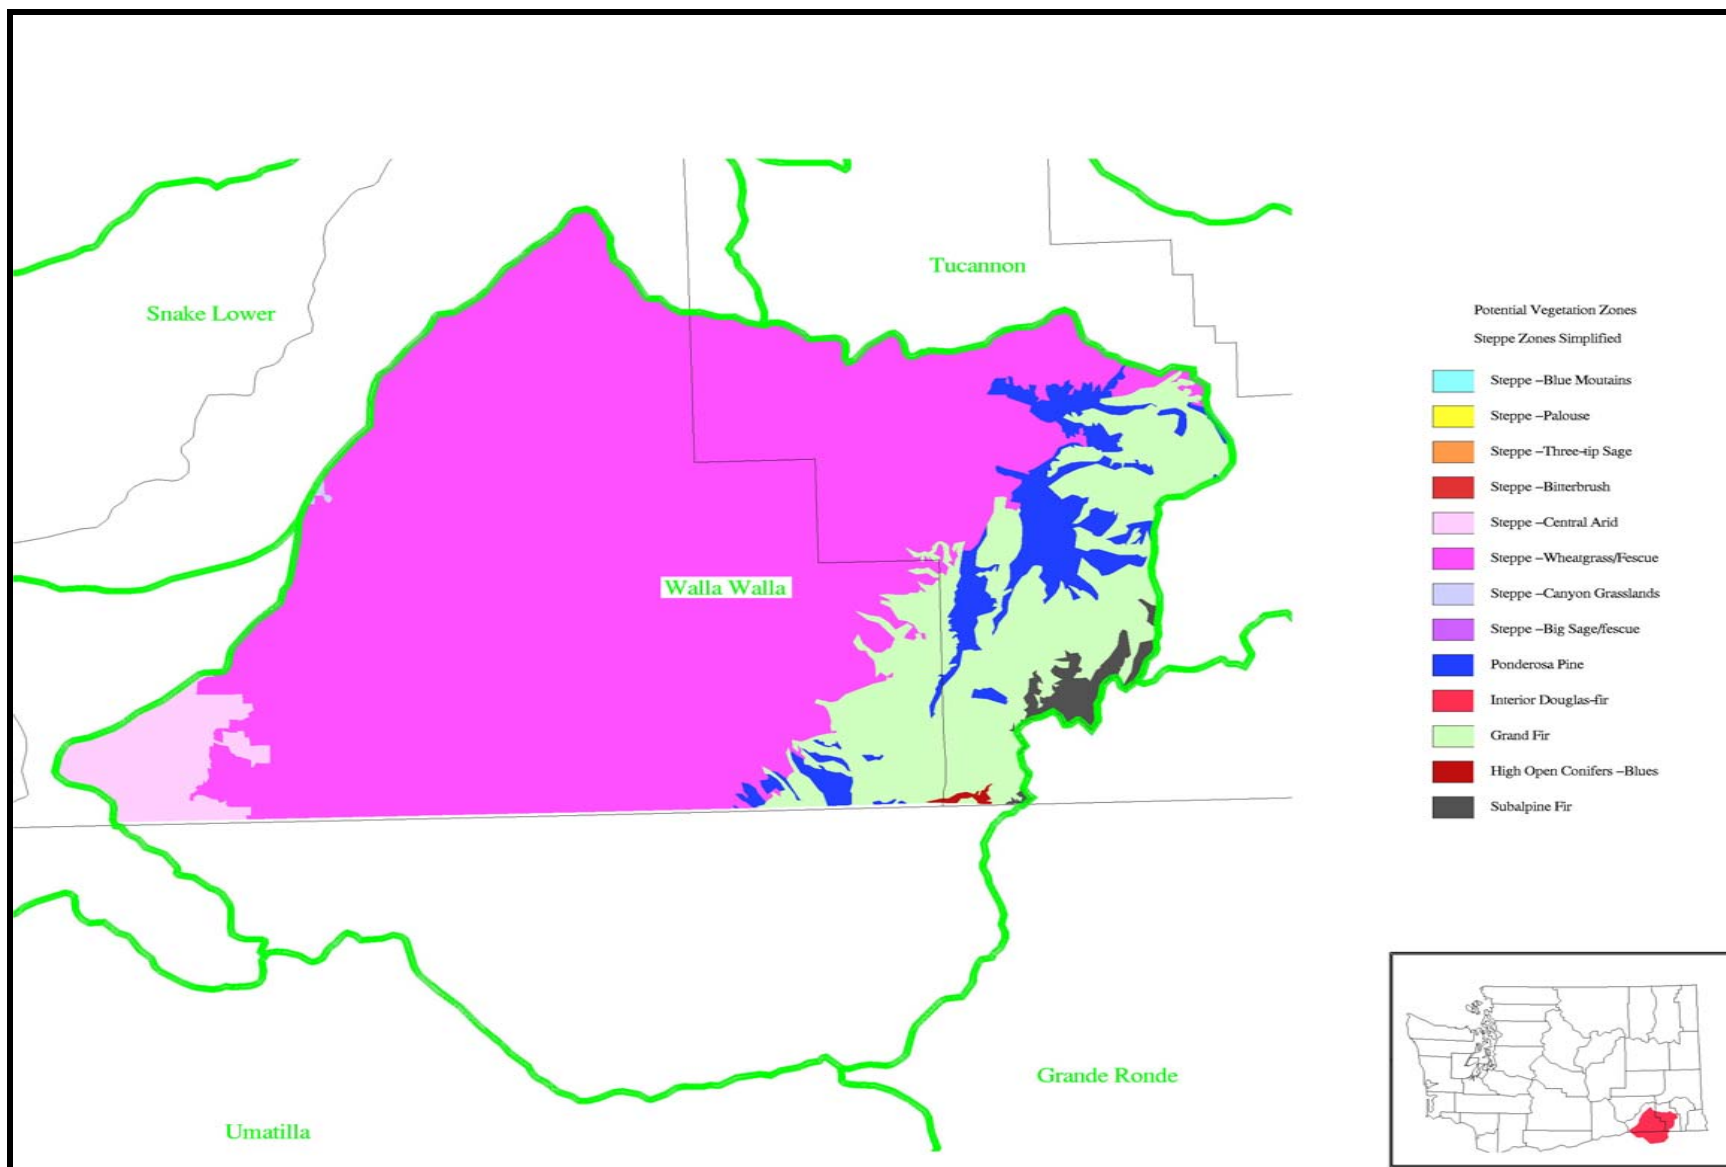 Tucannon
Snake Lower
Walla Walla
Grande Ronde
Umatilla
Potential Vegetation Zones
Steppe Zones Simplified
Steppe –Blue Moutains
Steppe –Palouse
Steppe –Three-tip Sage
Steppe –Bitterbrush
Steppe –Central Arid
Steppe –Wheatgrass/Fescue
Steppe –Canyon Grasslands
Steppe –Big Sage/fescue
Ponderosa Pine
Interior Douglas-fir
Grand Fir
High Open Conifers –Blues
Subalpine Fir